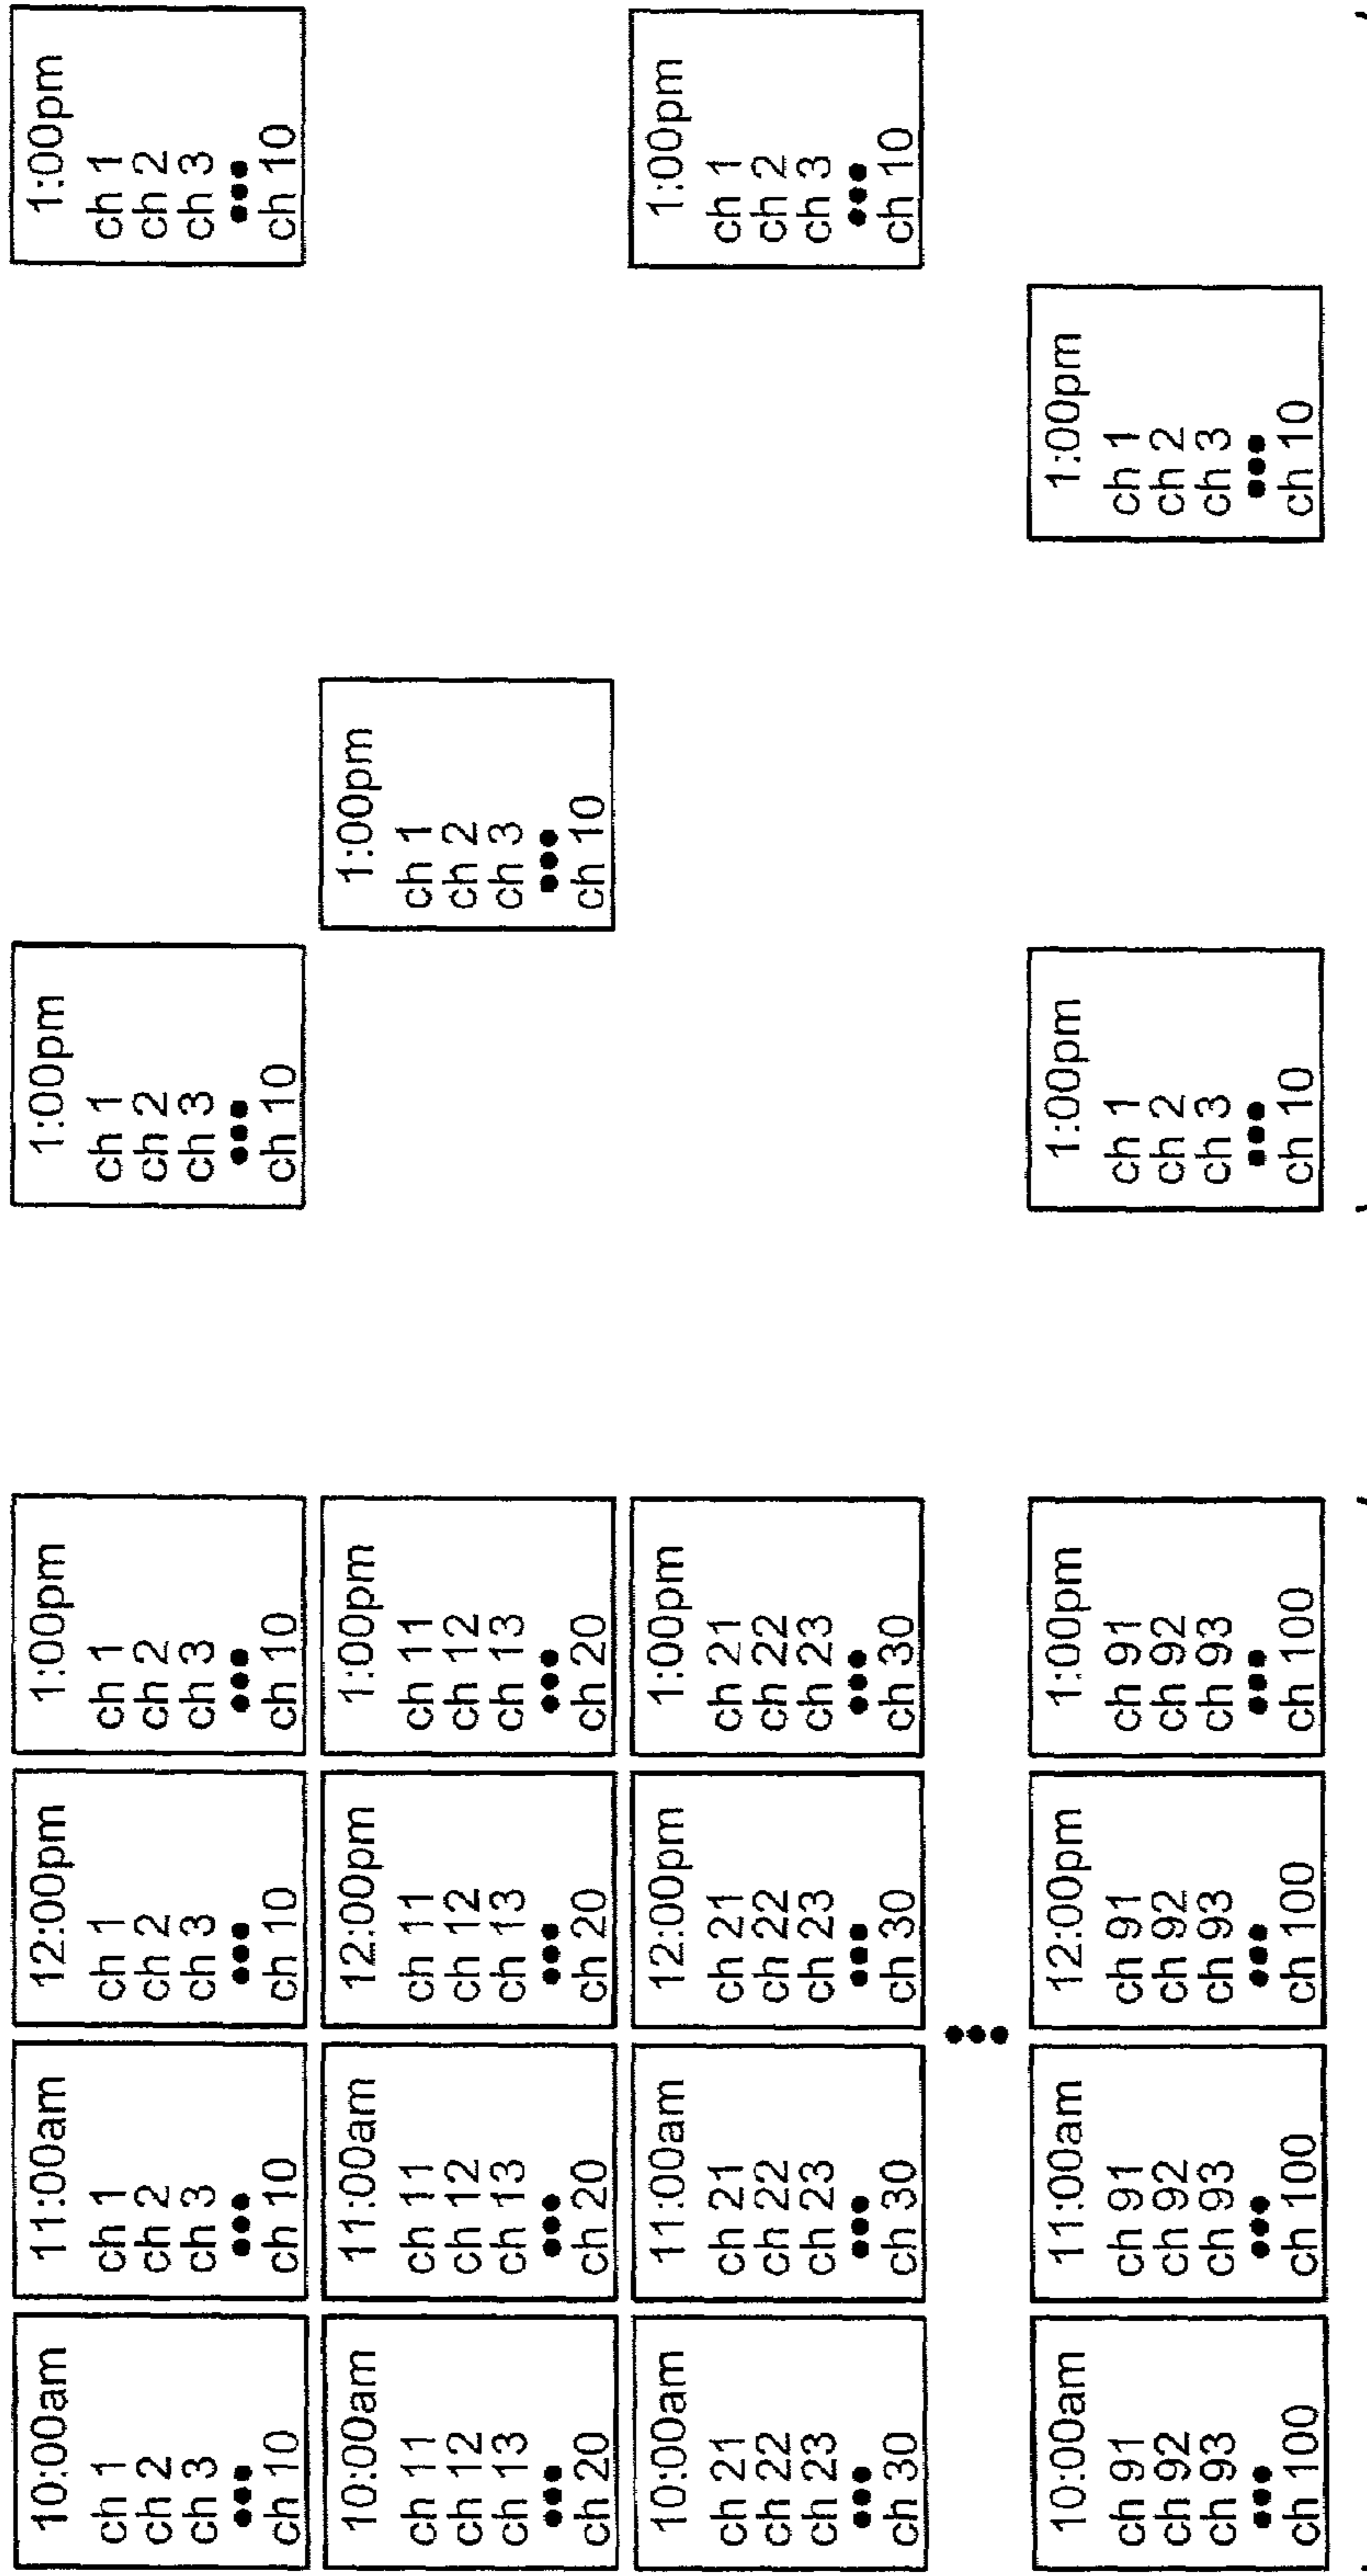 10:00am
ch 1
ch 2
ch 3
●●●
ch 10
11:00am
ch 1
ch 2
ch 3
●●●
ch 10
12:00pm
ch 1
ch 2
ch 3
●●●
ch 10
1:00pm
ch 1
ch 2
ch 3
●●●
ch 10
10:00am
ch 11
ch 12
ch 13
●●●
ch 20
11:00am
ch 11
ch 12
ch 13
●●●
ch 20
12:00pm
ch 11
ch 12
ch 13
●●●
ch 20
1:00pm
ch 11
ch 12
ch 13
●●●
ch 20
10:00am
ch 21
ch 22
ch 23
●●●
ch 30
11:00am
ch 21
ch 22
ch 23
●●●
ch 30
12:00pm
ch 21
ch 22
ch 23
●●●
ch 30
1:00pm
ch 21
ch 22
ch 23
●●●
ch 30
●●●
10:00am
ch 91
ch 92
ch 93
●●●
ch 100
11:00am
ch 91
ch 92
ch 93
●●●
ch 100
12:00pm
ch 91
ch 92
ch 93
●●●
ch 100
1:00pm
ch 91
ch 92
ch 93
●●●
ch 100
1:00pm
ch 1
ch 2
ch 3
●●●
ch 10
1:00pm
ch 1
ch 2
ch 3
●●●
ch 10
1:00pm
ch 1
ch 2
ch 3
●●●
ch 10
1:00pm
ch 1
ch 2
ch 3
●●●
ch 10
1:00pm
ch 1
ch 2
ch 3
●●●
ch 10
1:00pm
ch 1
ch 2
ch 3
●●●
ch 10